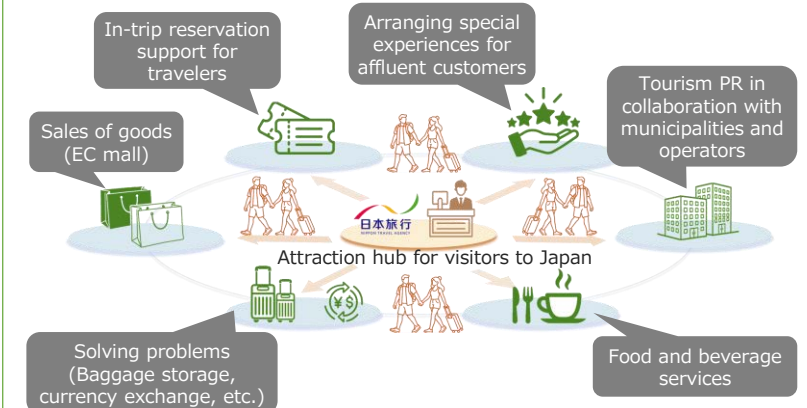 In-trip reservation
support for
travelers
Arranging special
experiences for
affluent customers
Tourism PR in
collaboration with
municipalities and
operators
Sales of goods
(EC mall)
日本旅行
NIPPON TRAVEL AGENCY
Attraction hub for visitors to Japan
¥$
Solving problems
(Baggage storage,
currency exchange, etc.)
Food and beverage
services